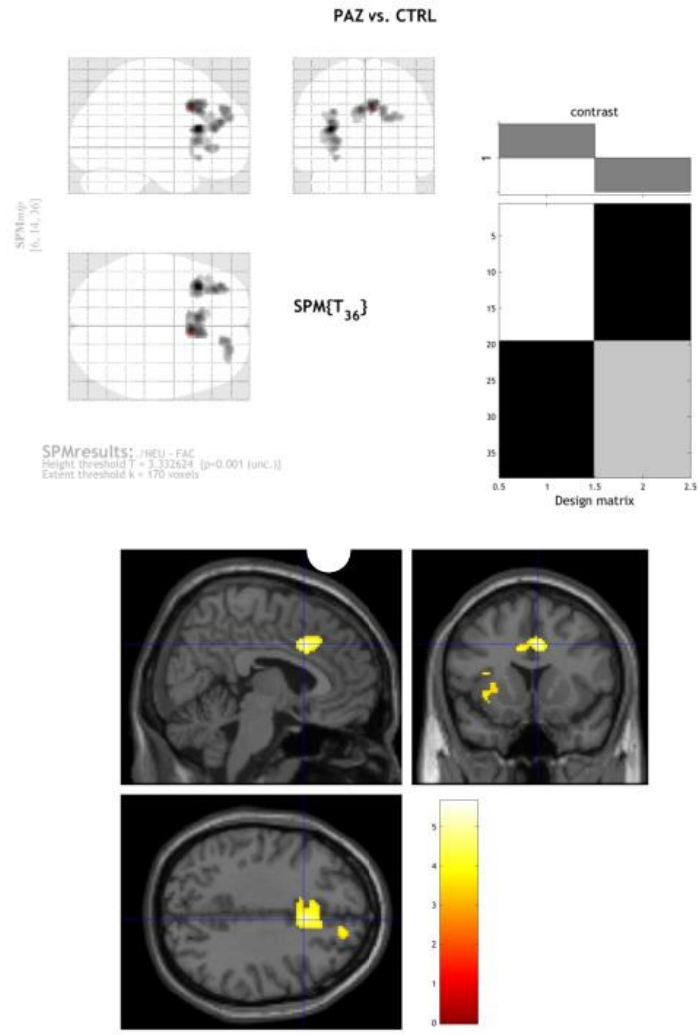 PAZ vs. CTRL
SPMmip
[6, 14, 36]
SPM{T36}
SPMresults: ./HEU - FAC
Height threshold T = 3.332624 {p<0.001 (unc.)}
Extent threshold k = 170 voxels
contrast
1
5
10
15
20
25
30
35
0.5 1 1.5 2 2.5
Design matrix
5
4
3
2
1
0